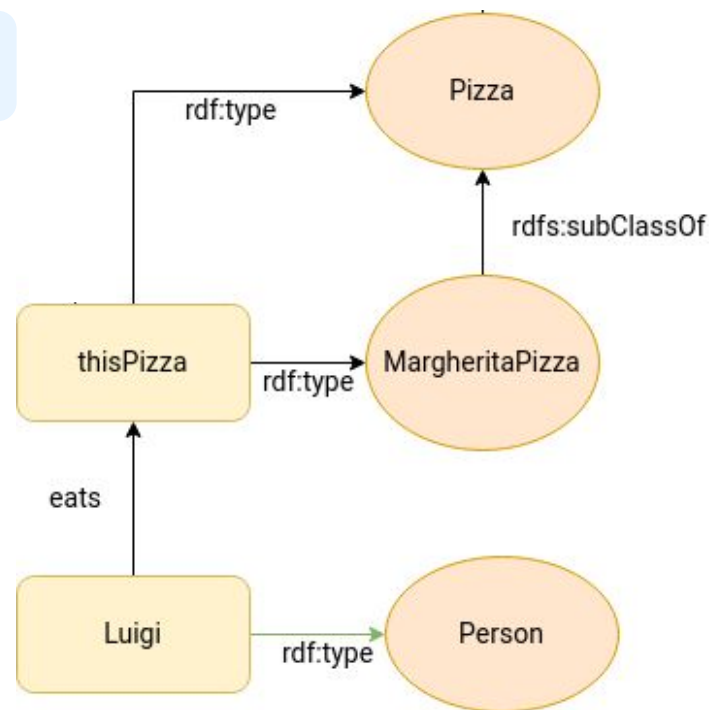 Pizza
rdf:type
rdfs:subClassOf
thisPizza
MargheritaPizza
rdf:type
eats
Luigi
Person
rdf:type